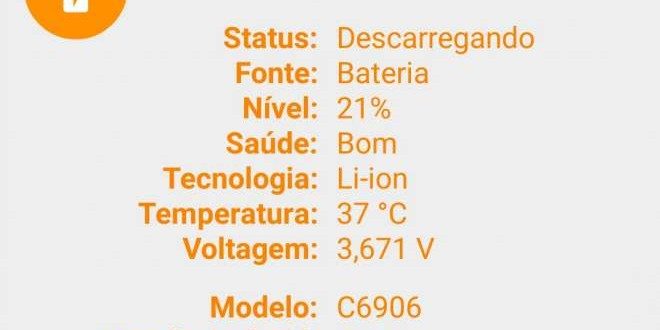 Status: Descarregando
Fonte: Bateria
Nível: 21%
Saúde: Bom
Tecnologia: Li-ion
Temperatura: 37 °C
Voltagem: 3,671 V
Modelo: C6906